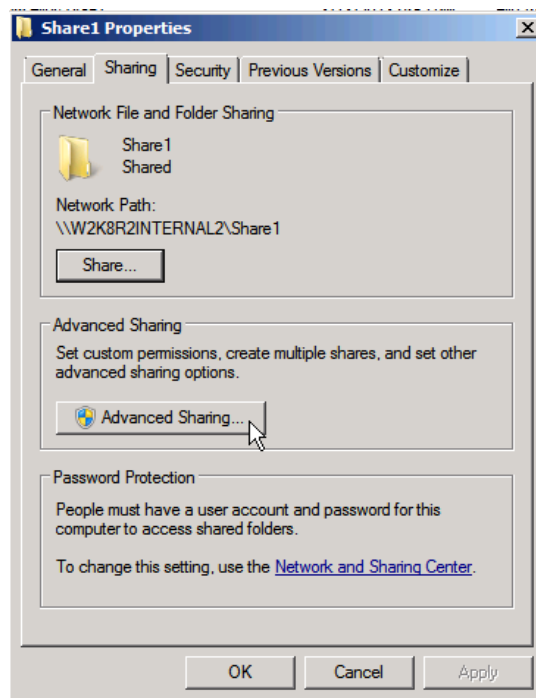 Share1 Properties
General Sharing Security Previous Versions Customize
Network File and Folder Sharing
Share1
Shared
Network Path:
\\W2K8R2INTERNAL2\Share1
Share...
Advanced Sharing
Set custom permissions, create multiple shares, and set other
advanced sharing options.
Advanced Sharing...
Password Protection
People must have a user account and password for this
computer to access shared folders.
To change this setting, use the Network and Sharing Center.
OK Cancel Apply